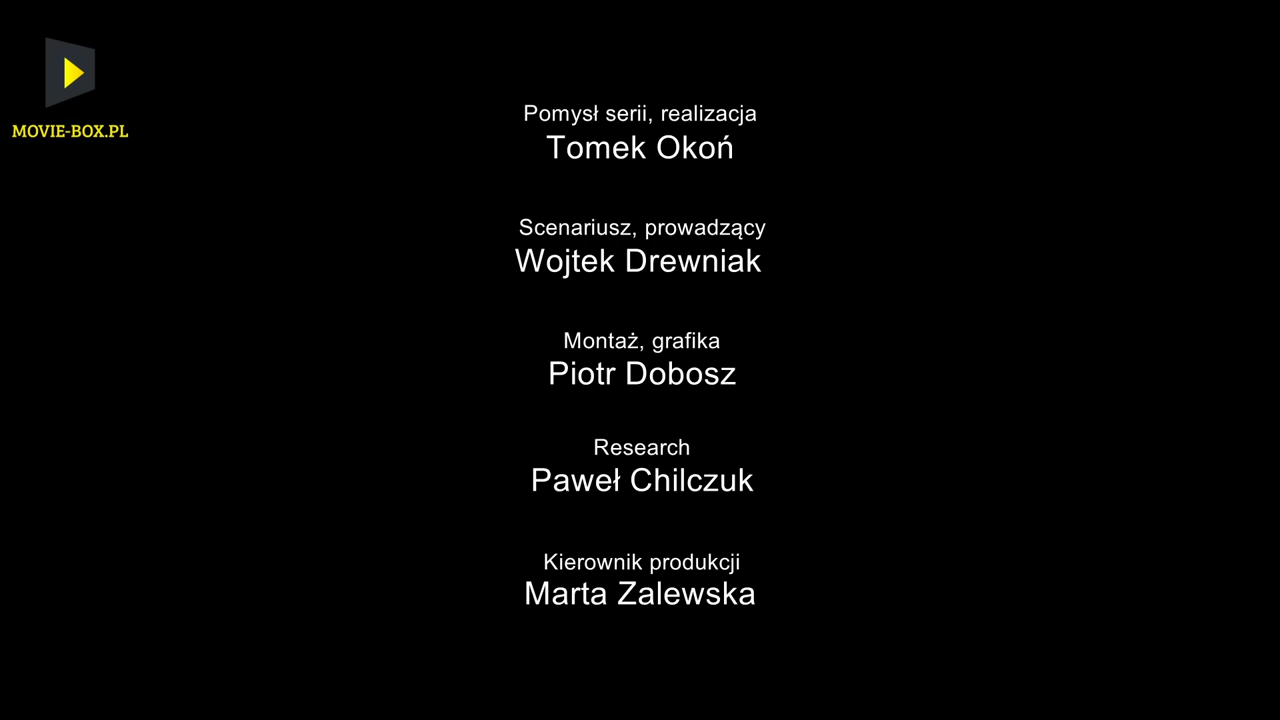 MOVIE-BOX.PL
Pomysł serii, realizacja
Tomek Okoń
Scenariusz, prowadzący
Wojtek Drewniak
Montaż, grafika
Piotr Dobosz
Research
Paweł Chilczuk
Kierownik produkcji
Marta Zalewska